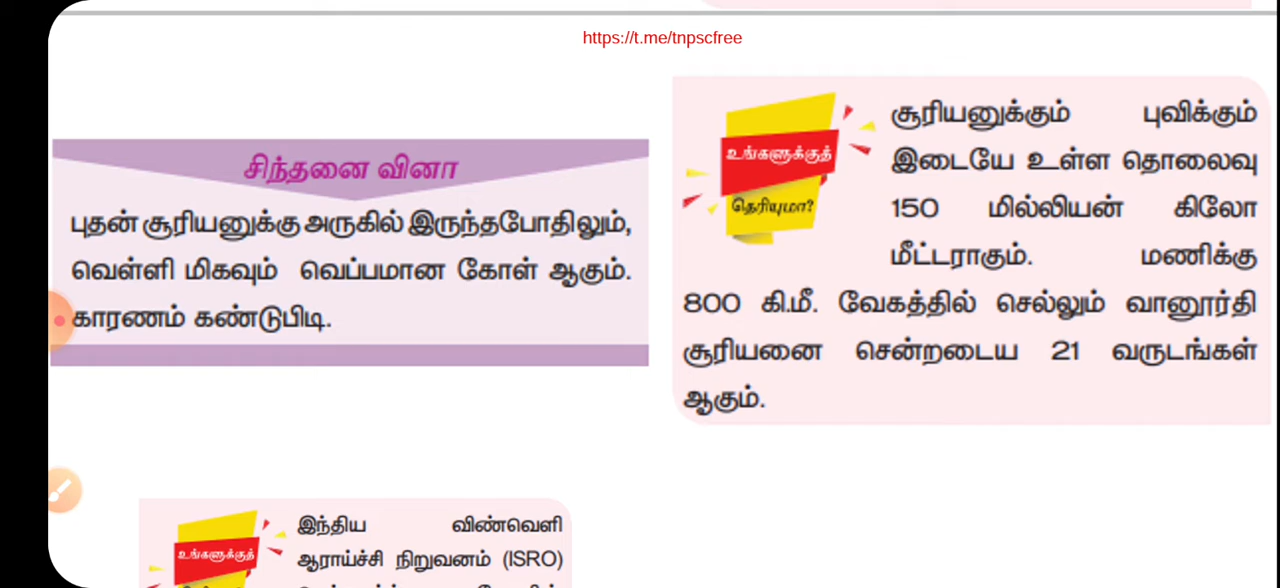 https://t.me/tnpscfree
சிந்தனை வினா
புதன் சூரியனுக்கு அருகில் இருந்தபோதிலும்,
வெள்ளி மிகவும் வெப்பமான கோள் ஆகும்.
காரணம் கண்டுபிடி.
உங்களுக்குத்
தெரியுமா?
சூரியனுக்கும் புவிக்கும்
இடையே உள்ள தொலைவு
150 மில்லியன் கிலோ
மீட்டராகும். மணிக்கு
800 கி.மீ. வேகத்தில் செல்லும் வானூர்தி
சூரியனை சென்றடைய 21 வருடங்கள்
ஆகும்.
உங்களுக்குத்
இந்திய விண்வெளி
ஆராய்ச்சி நிறுவனம் (ISRO)